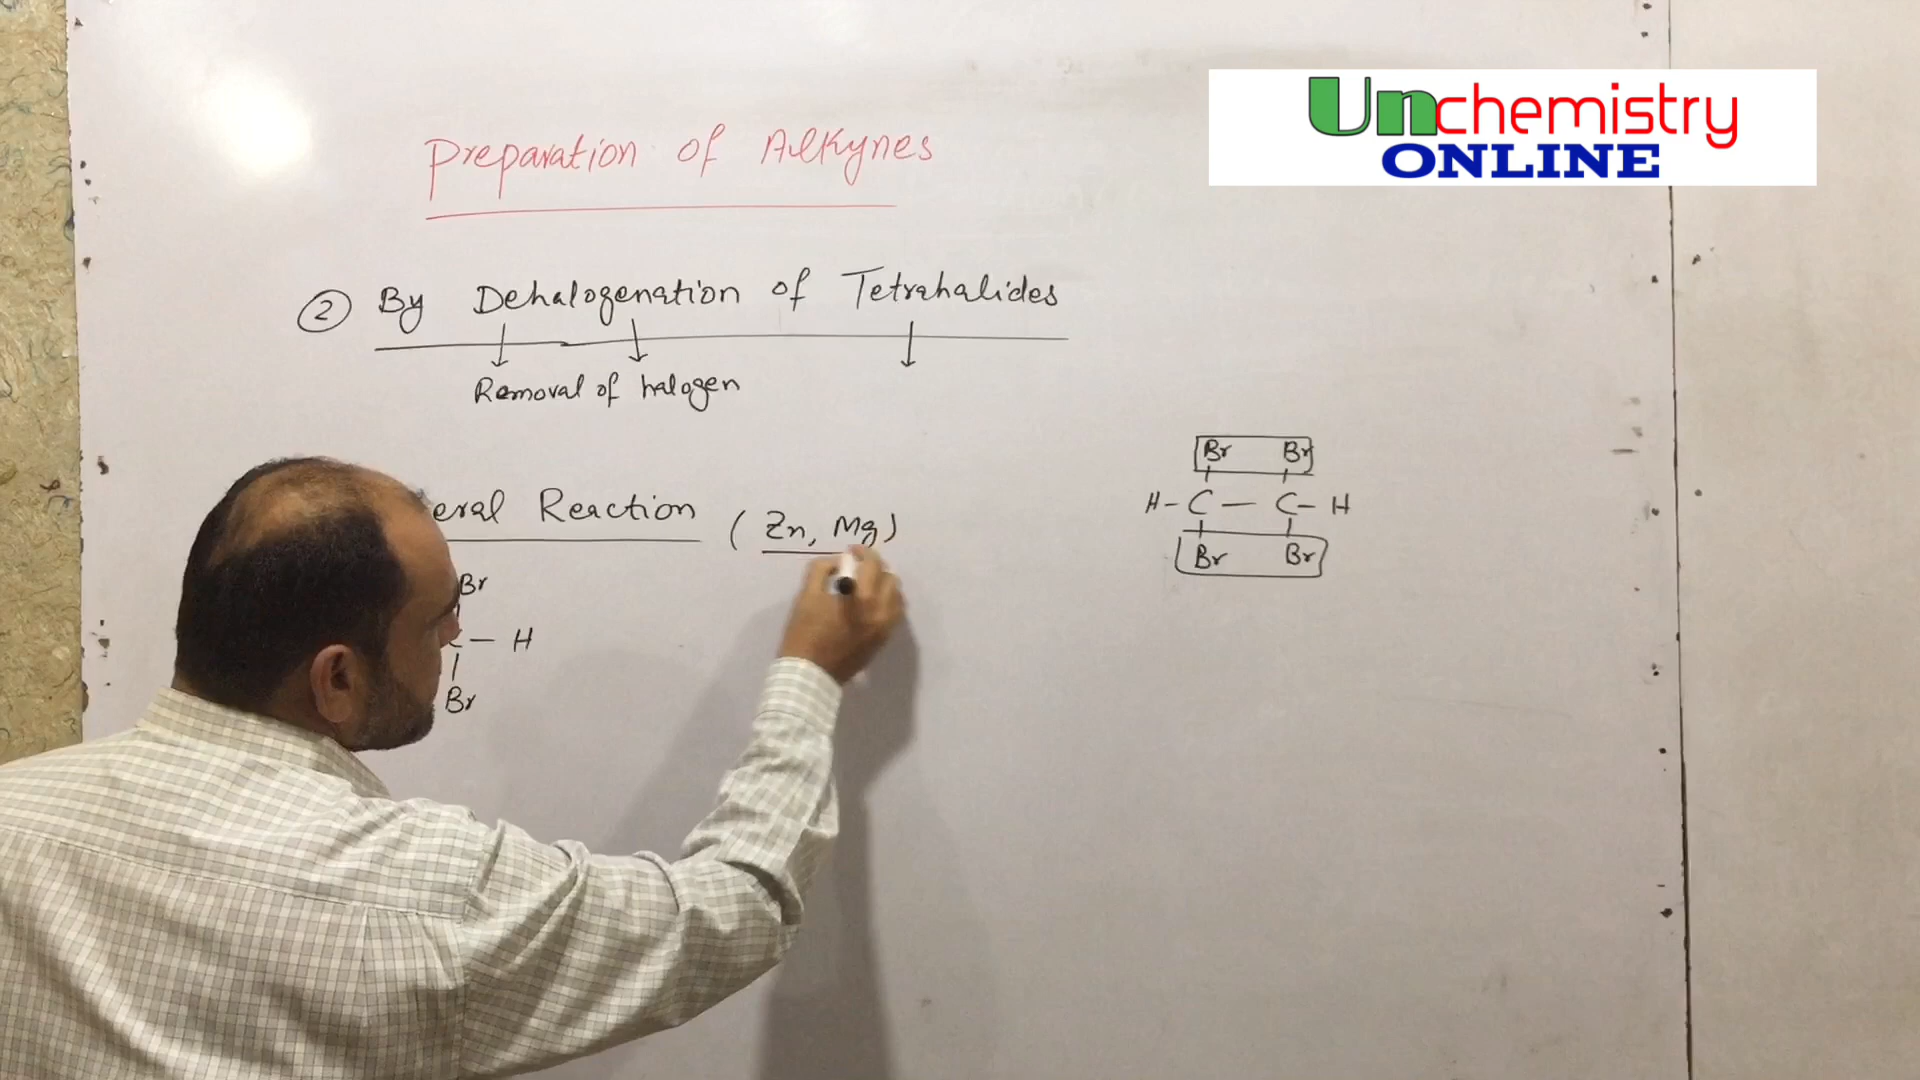 Unchemistry
ONLINE
Preparation of Alkynes
② By Dehalogenation of Tetrahalides
Removal of halogen
eral Reaction (Zn, Mg)
Br Br
H - C — C - H
Br Br
Br
C — H
Br